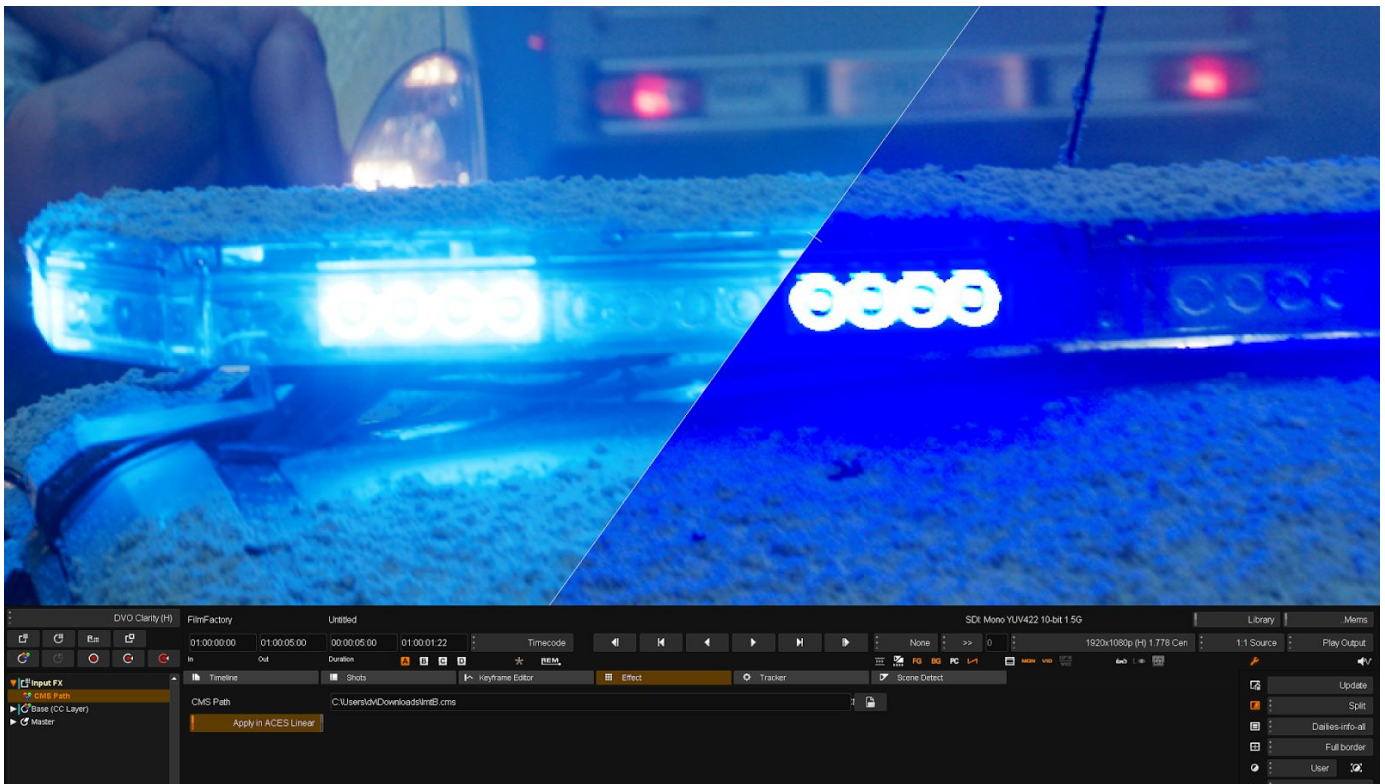 DVO Clarity (H)
FilmFactory
Untitled
SDI: Mono YUV422 10-bit 1.5G
Library
..Mems
01:00:00:00
01:00:05:00
00:00:05:00
01:00:01:22
Timecode
None
>>
0
1920x1080p (H) 1.778 Cen
1:1 Source
Play Output
In
Out
Duration
A
B
C
D
REM
FG
BG
PC
MON
VID
Input FX
CMS Path
Base (CC Layer)
Master
Timeline
Shots
Keyframe Editor
Effect
Tracker
Scene Detect
CMS Path
C:\Users\dv\Downloads\lmtB.cms
Apply in ACES Linear
Update
Split
Dailies-info-all
Full border
User